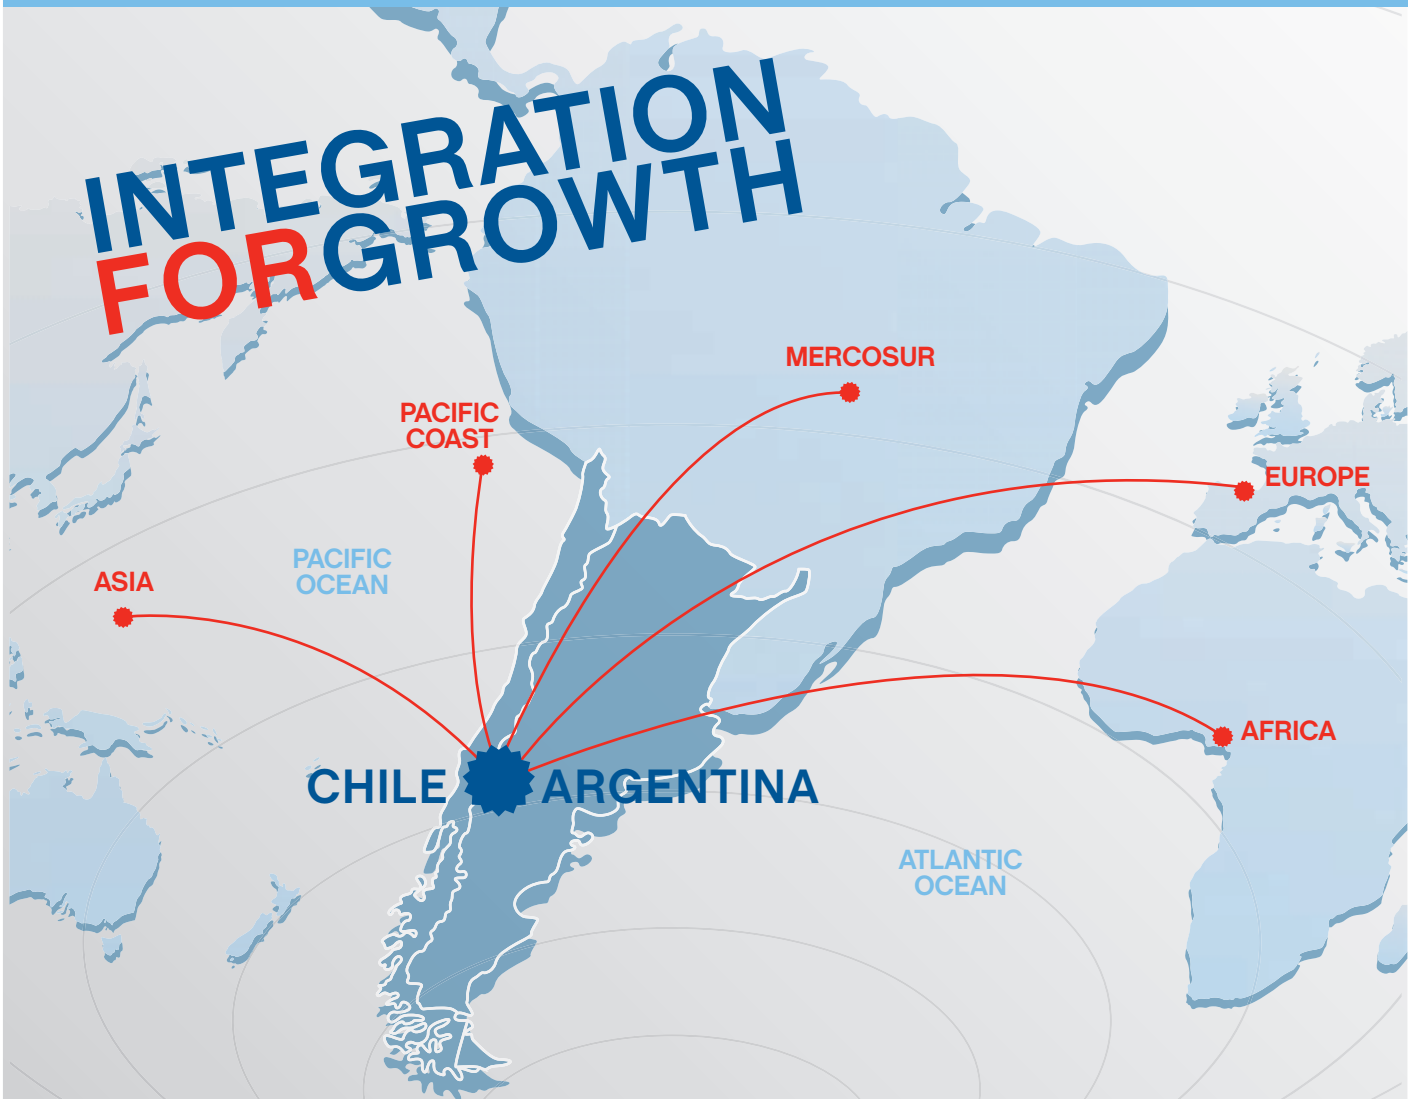 INTEGRATION
FORGROWTH
MERCOSUR
PACIFIC
COAST
EUROPE
PACIFIC
OCEAN
ASIA
AFRICA
CHILE ARGENTINA
ATLANTIC
OCEAN